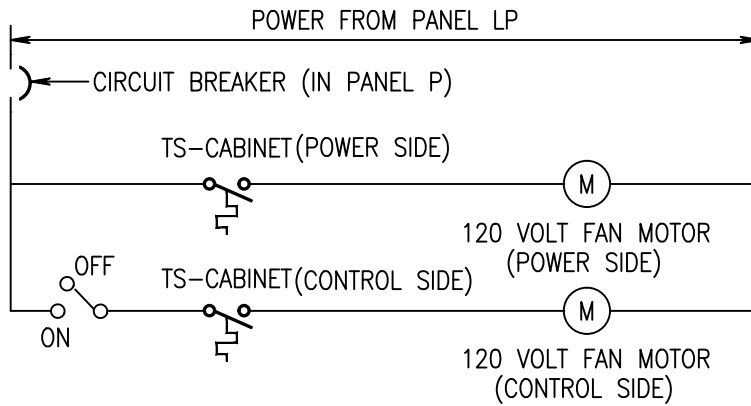 POWER FROM PANEL LP
CIRCUIT BREAKER (IN PANEL P)
TS-CABINET (POWER SIDE)
M
120 VOLT FAN MOTOR
(POWER SIDE)
OFF
ON
TS-CABINET (CONTROL SIDE)
M
120 VOLT FAN MOTOR
(CONTROL SIDE)